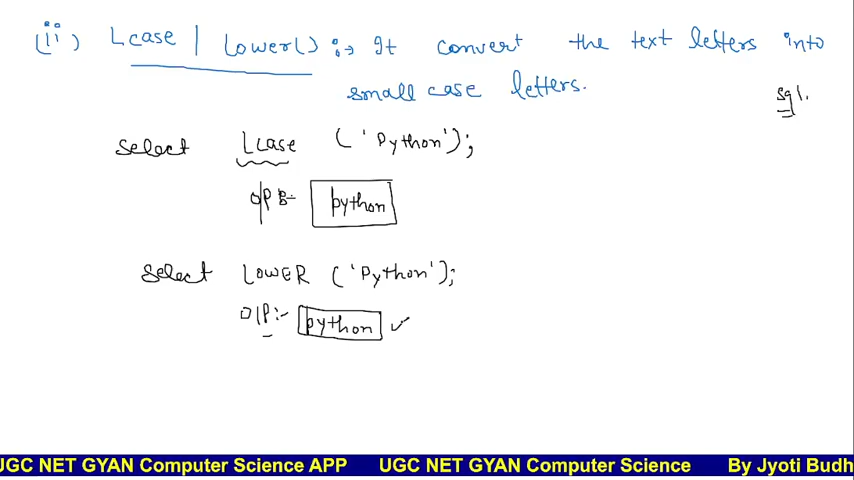 (ii) Lcase | Lower() :→ It convert the text letters into
small case letters.
sql.
select Lcase ('Python');
O|P :- python
select LOWER ('Python');
O|P :- python ✓
UGC NET GYAN Computer Science APP UGC NET GYAN Computer Science By Jyoti Budh